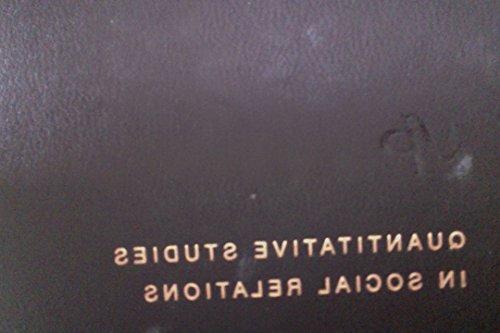 QUANTITATIVE STUDIES
IN SOCIAL RELATIONS